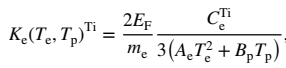 K_e(T_e, T_p)^Ti = \frac{2E_F}{m_e} \frac{C_e^{Ti}}{3(A_e T_e^2 + B_p T_p)},